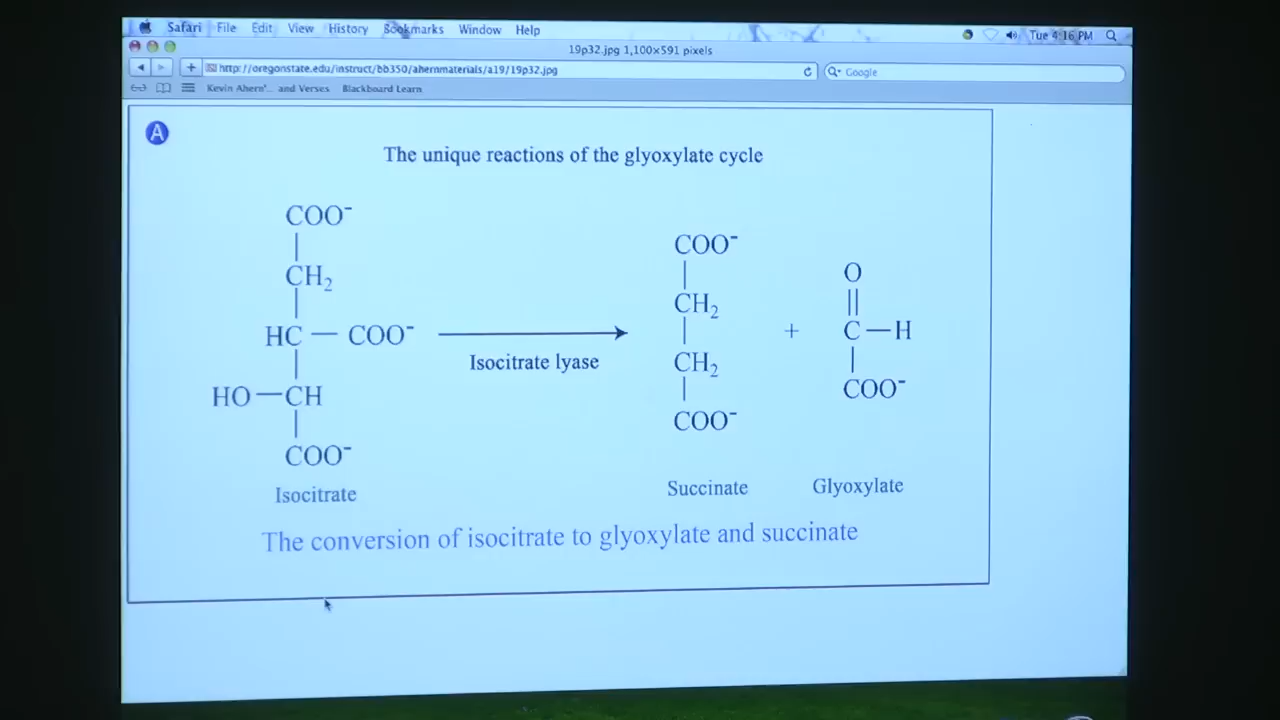 Safari File Edit View History Bookmarks Window Help Tue 4:16 PM
19p32.jpg 1,100×591 pixels
http://oregonstate.edu/instruct/bb350/ahernmaterials/a19/19p32.jpg Google
Kevin Ahern'... and Verses Blackboard Learn
A
The unique reactions of the glyoxylate cycle
COO⁻
|
CH₂
|
HC — COO⁻
|
HO—CH
|
COO⁻
Isocitrate
Isocitrate lyase
COO⁻
|
CH₂
|
CH₂
|
COO⁻
Succinate
+
O
||
C—H
|
COO⁻
Glyoxylate
The conversion of isocitrate to glyoxylate and succinate